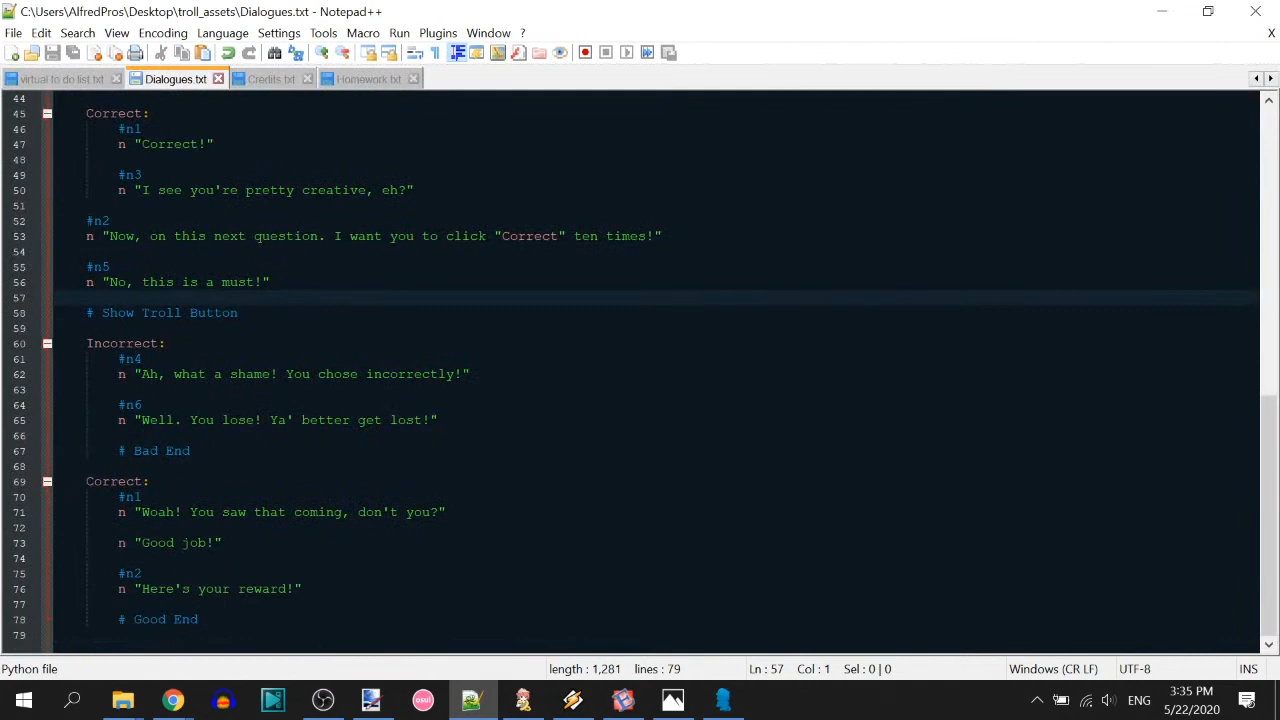 C:\Users\AlfredPros\Desktop\troll_assets\Dialogues.txt - Notepad++
File Edit Search View Encoding Language Settings Tools Macro Run Plugins Window ? X
virtual to do list.txt Dialogues.txt Credits.txt Homework.txt
44
45 Correct:
46 #n1
47 n "Correct!"
48
49 #n3
50 n "I see you're pretty creative, eh?"
51
52 #n2
53 n "Now, on this next question. I want you to click "Correct" ten times!"
54
55 #n5
56 n "No, this is a must!"
57
58 # Show Troll Button
59
60 Incorrect:
61 #n4
62 n "Ah, what a shame! You chose incorrectly!"
63
64 #n6
65 n "Well. You lose! Ya' better get lost!"
66
67 # Bad End
68
69 Correct:
70 #n1
71 n "Woah! You saw that coming, don't you?"
72
73 n "Good job!"
74
75 #n2
76 n "Here's your reward!"
77
78 # Good End
79
Python file length : 1,281 lines : 79 Ln : 57 Col : 1 Sel : 0 | 0 Windows (CR LF) UTF-8 INS
osu!
ENG
3:35 PM
5/22/2020